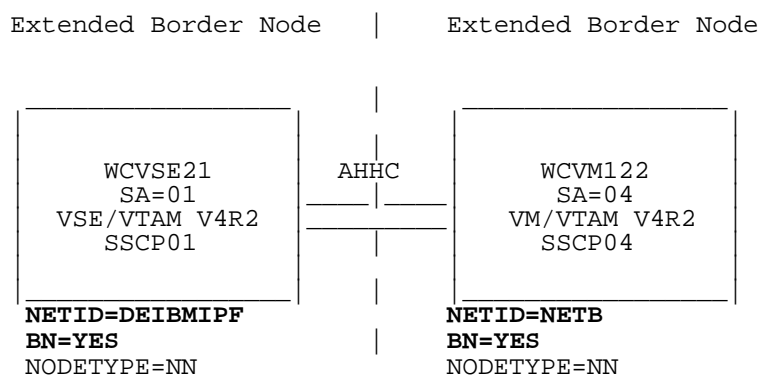 Extended Border Node | Extended Border Node
WCVSE21 AHHC WCVM122
SA=01 SA=04
VSE/VTAM V4R2 VM/VTAM V4R2
SSCP01 SSCP04
NETID=DEIBMIPF NETID=NETB
BN=YES | BN=YES
NODETYPE=NN NODETYPE=NN